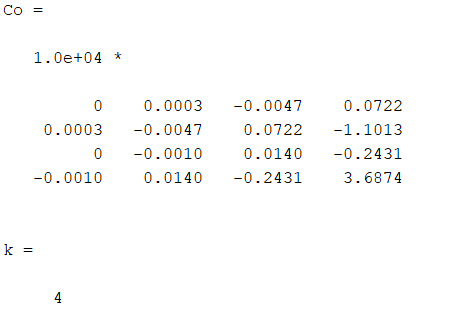 Co =
1.0e+04 *
0 0.0003 -0.0047 0.0722
0.0003 -0.0047 0.0722 -1.1013
0 -0.0010 0.0140 -0.2431
-0.0010 0.0140 -0.2431 3.6874
k =
4